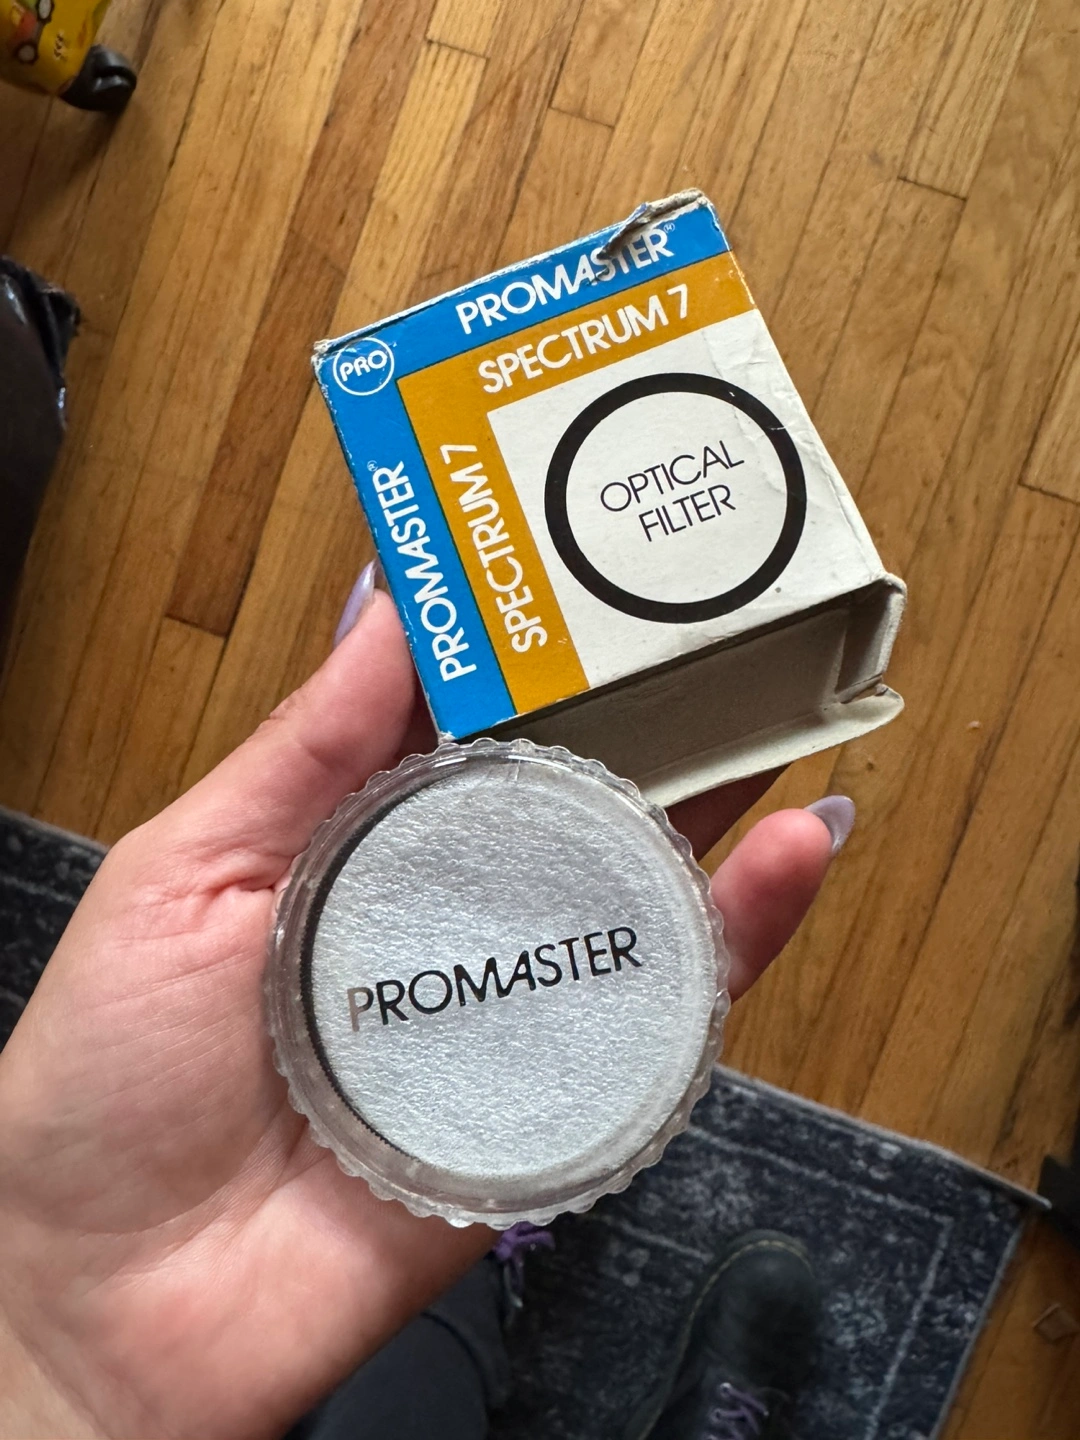 PRO
PROMASTER
SPECTRUM 7
PROMASTER
SPECTRUM 7
OPTICAL
FILTER
PROMASTER